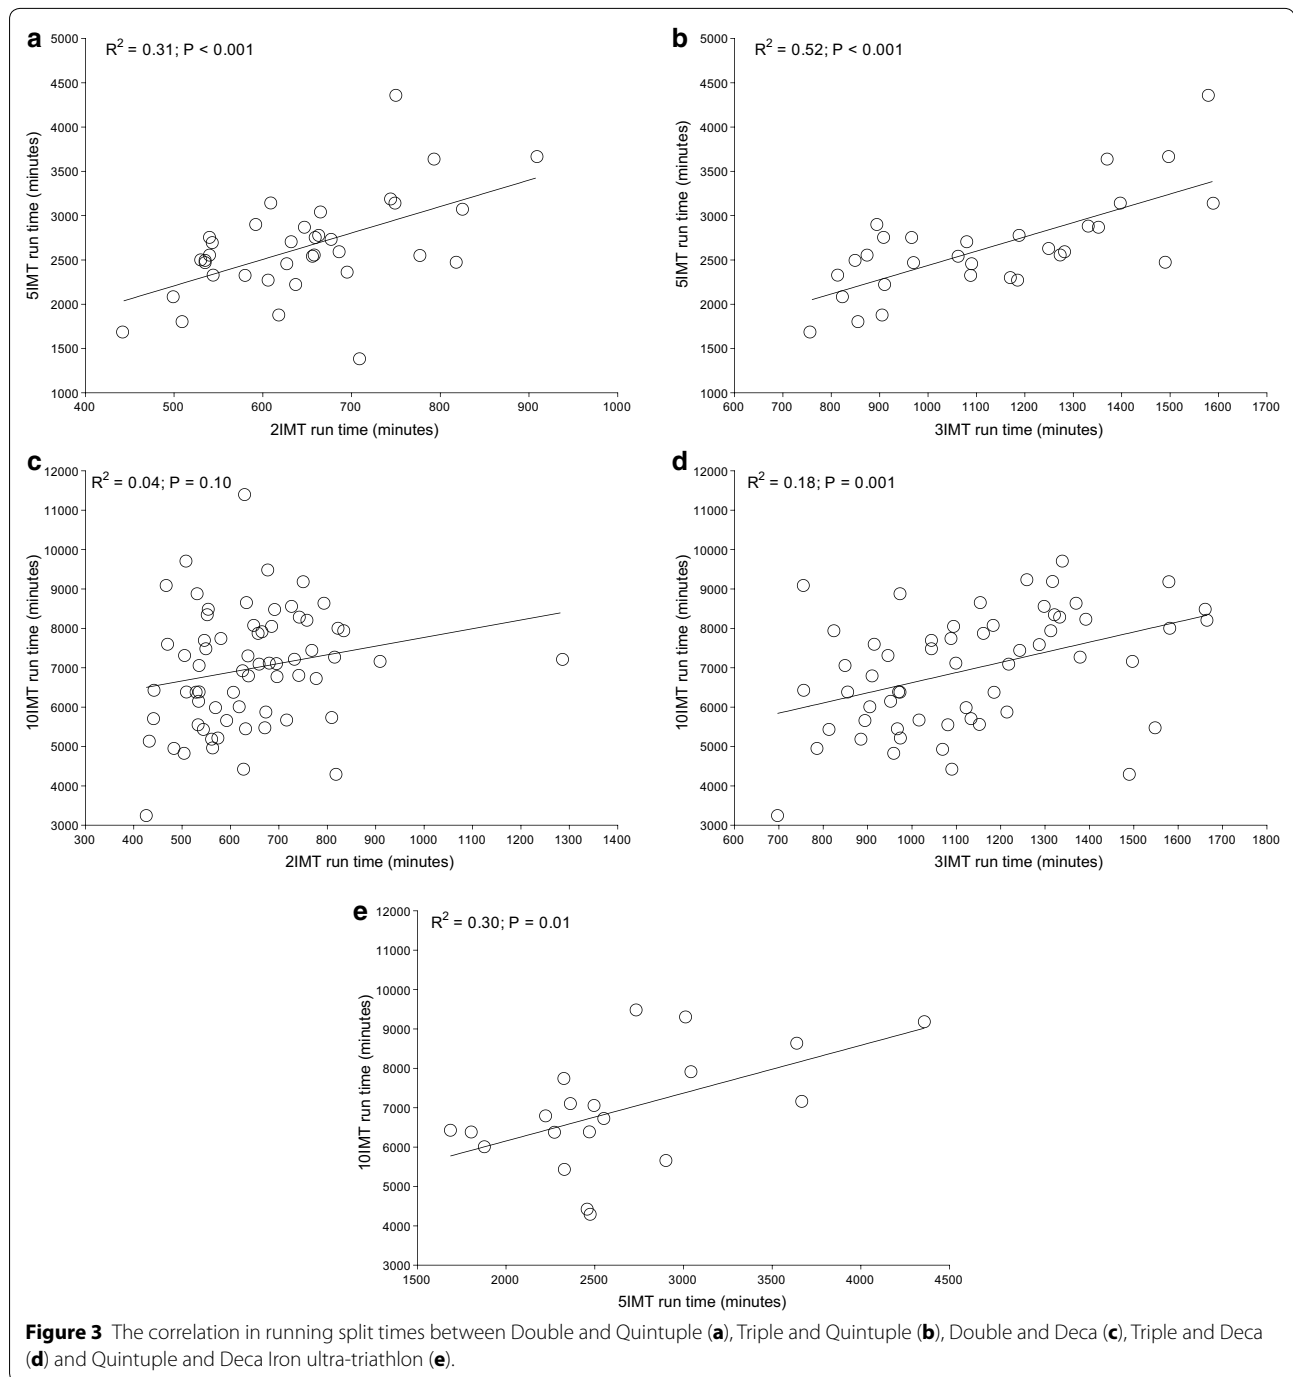 a
R² = 0.31; P < 0.001
5000
4500
4000
3500
3000
2500
2000
1500
1000
5IMT run time (minutes)
400 500 600 700 800 900 1000
2IMT run time (minutes)
b
R² = 0.52; P < 0.001
5000
4500
4000
3500
3000
2500
2000
1500
1000
5IMT run time (minutes)
600 700 800 900 1000 1100 1200 1300 1400 1500 1600 1700
3IMT run time (minutes)
c
R² = 0.04; P = 0.10
12000
11000
10000
9000
8000
7000
6000
5000
4000
3000
10IMT run time (minutes)
300 400 500 600 700 800 900 1000 1100 1200 1300 1400
2IMT run time (minutes)
d
R² = 0.18; P = 0.001
12000
11000
10000
9000
8000
7000
6000
5000
4000
3000
10IMT run time (minutes)
600 700 800 900 1000 1100 1200 1300 1400 1500 1600 1700 1800
3IMT run time (minutes)
e
R² = 0.30; P = 0.01
12000
11000
10000
9000
8000
7000
6000
5000
4000
3000
10IMT run time (minutes)
1500 2000 2500 3000 3500 4000 4500
5IMT run time (minutes)
Figure 3 The correlation in running split times between Double and Quintuple (a), Triple and Quintuple (b), Double and Deca (c), Triple and Deca
(d) and Quintuple and Deca Iron ultra-triathlon (e).